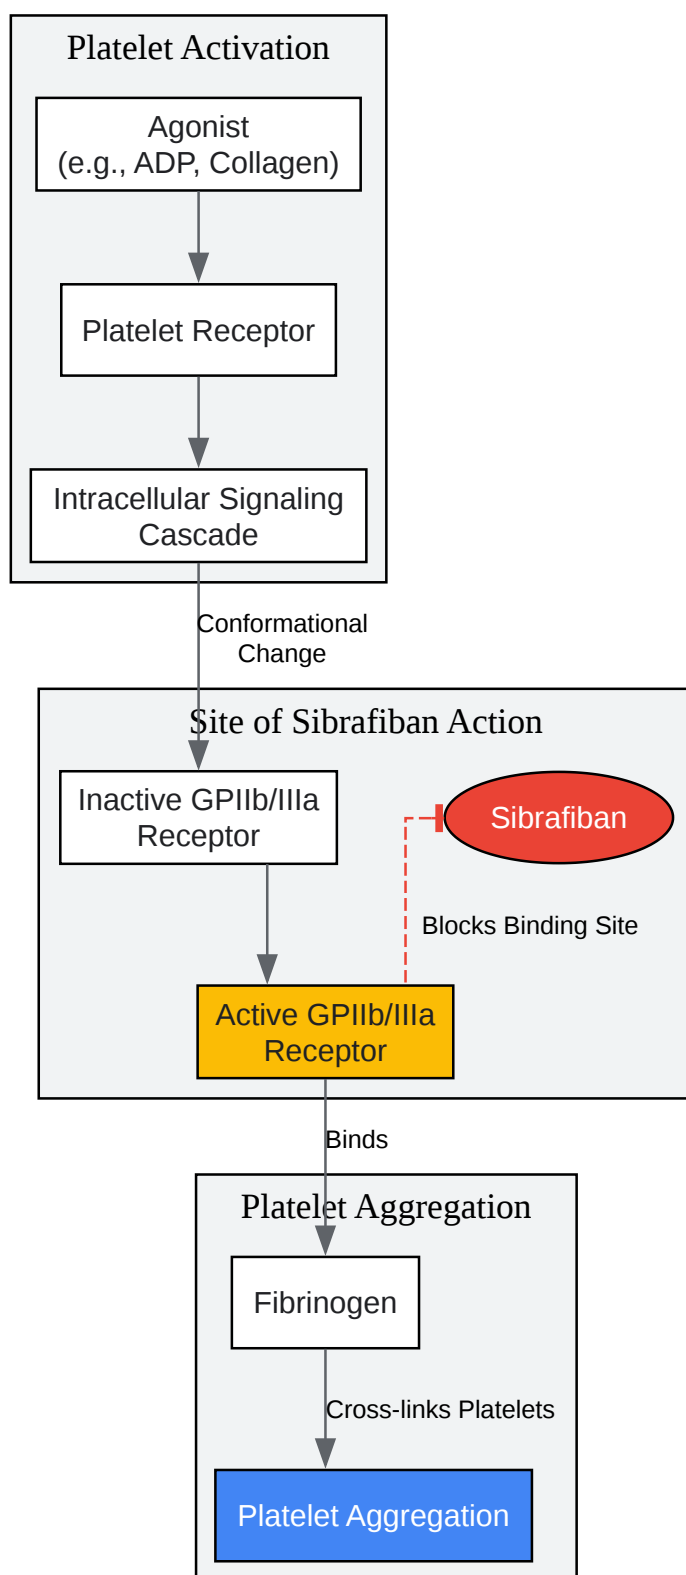 Platelet Activation
Agonist
(e.g., ADP, Collagen)
Platelet Receptor
Intracellular Signaling
Cascade
Conformational
Change
Site of Sibrafiban Action
Inactive GPIIb/IIIa
Receptor
Sibrafiban
Blocks Binding Site
Active GPIIb/IIIa
Receptor
Binds
Platelet Aggregation
Fibrinogen
Cross-links Platelets
Platelet Aggregation